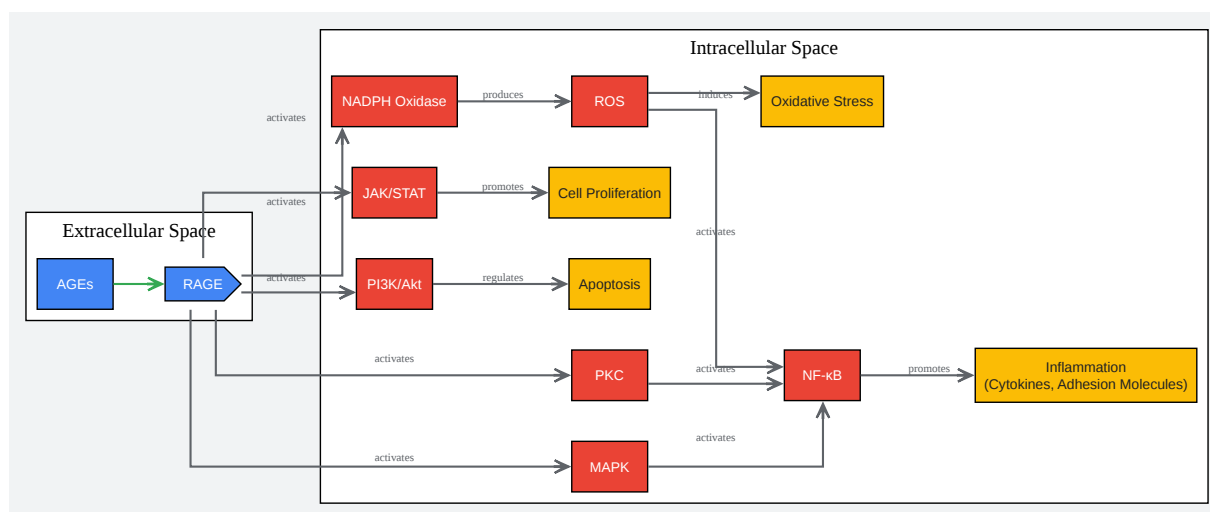 Intracellular Space
NADPH Oxidase
produces
ROS
induces
Oxidative Stress
activates
JAK/STAT
promotes
Cell Proliferation
activates
Extracellular Space
AGEs
RAGE
activates
PI3K/Akt
regulates
Apoptosis
activates
activates
PKC
activates
NF-κB
promotes
Inflammation
(Cytokines, Adhesion Molecules)
activates
MAPK
activates